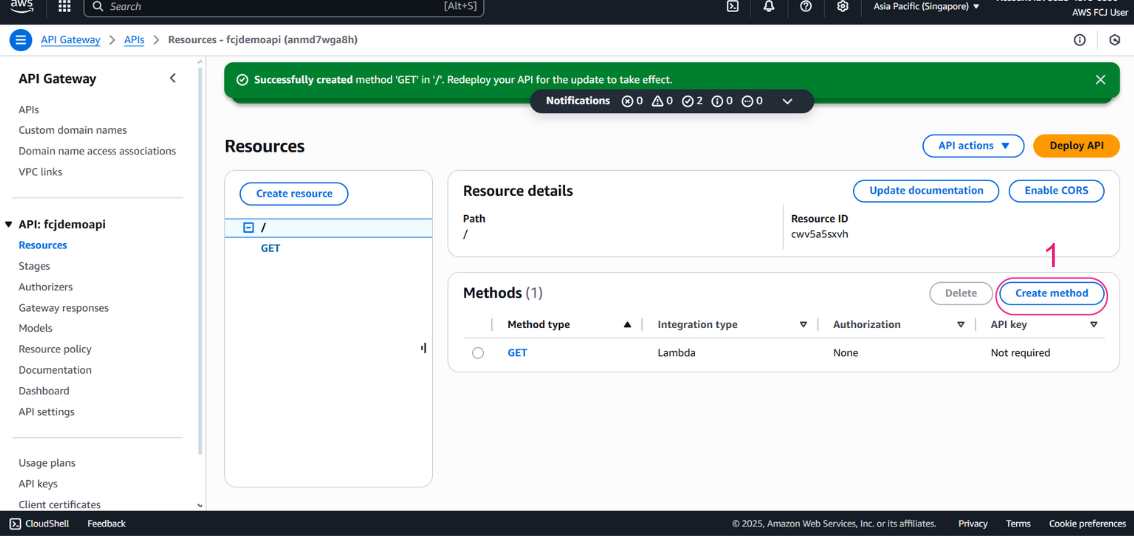 aws
Search
[Alt+S]
Asia Pacific (Singapore)
AWS FCJ User
API Gateway > APIs > Resources - fcjdemoapi (anmd7wga8h)
API Gateway
APIs
Custom domain names
Domain name access associations
VPC links
API: fcjdemoapi
Resources
Stages
Authorizers
Gateway responses
Models
Resource policy
Documentation
Dashboard
API settings
Usage plans
API keys
Client certificates
Successfully created method 'GET' in '/'. Redeploy your API for the update to take effect.
Notifications 0 0 2 0 0
Resources
API actions
Deploy API
Create resource
/
GET
Resource details
Update documentation
Enable CORS
Path
/
Resource ID
cwv5a5sxvh
1
Methods (1)
Delete
Create method
Method type Integration type Authorization API key
GET Lambda None Not required
CloudShell Feedback
© 2025, Amazon Web Services, Inc. or its affiliates. Privacy Terms Cookie preferences